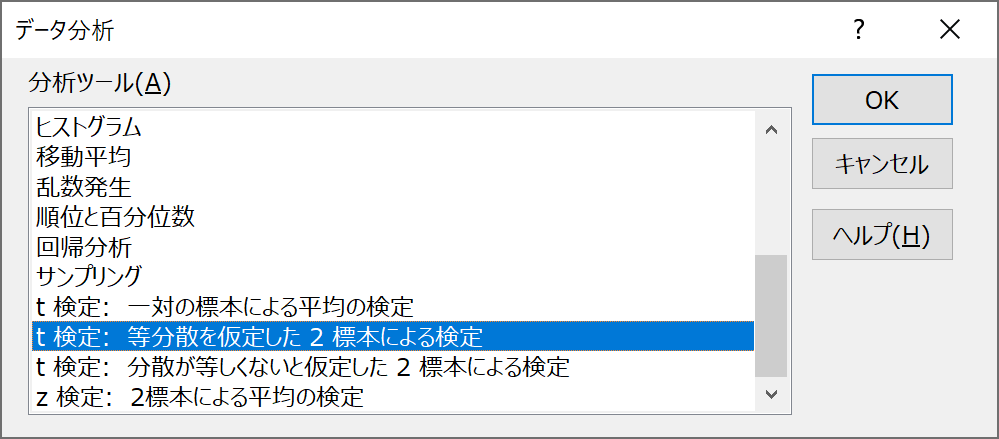 データ分析
?
分析ツール(A)
ヒストグラム
移動平均
乱数発生
順位と百分位数
回帰分析
サンプリング
t 検定: 一対の標本による平均の検定
t 検定: 等分散を仮定した 2 標本による検定
t 検定: 分散が等しくないと仮定した 2 標本による検定
z 検定: 2標本による平均の検定
OK
キャンセル
ヘルプ(H)